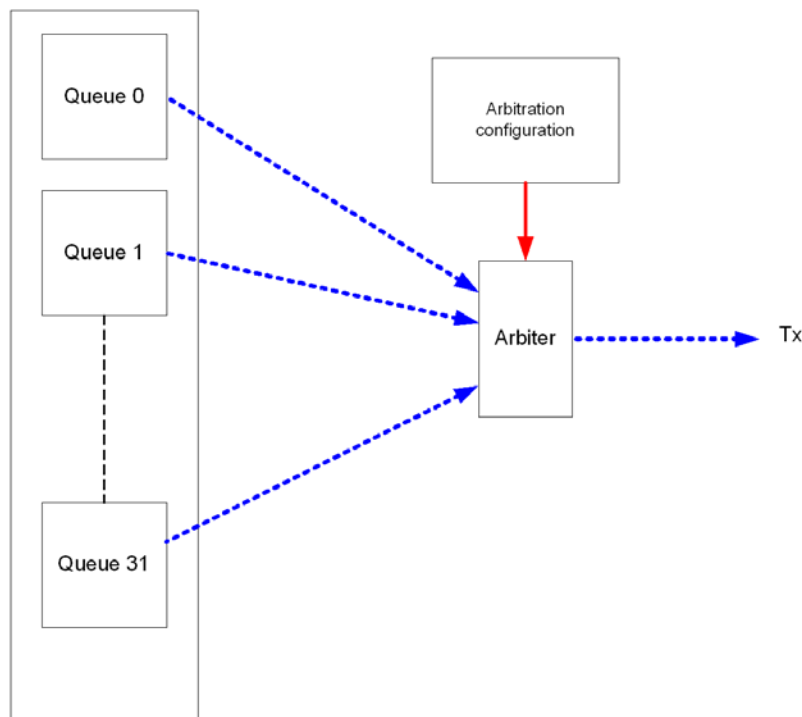 Queue 0
Arbitration
configuration
Queue 1
Arbiter
Tx
Queue 31